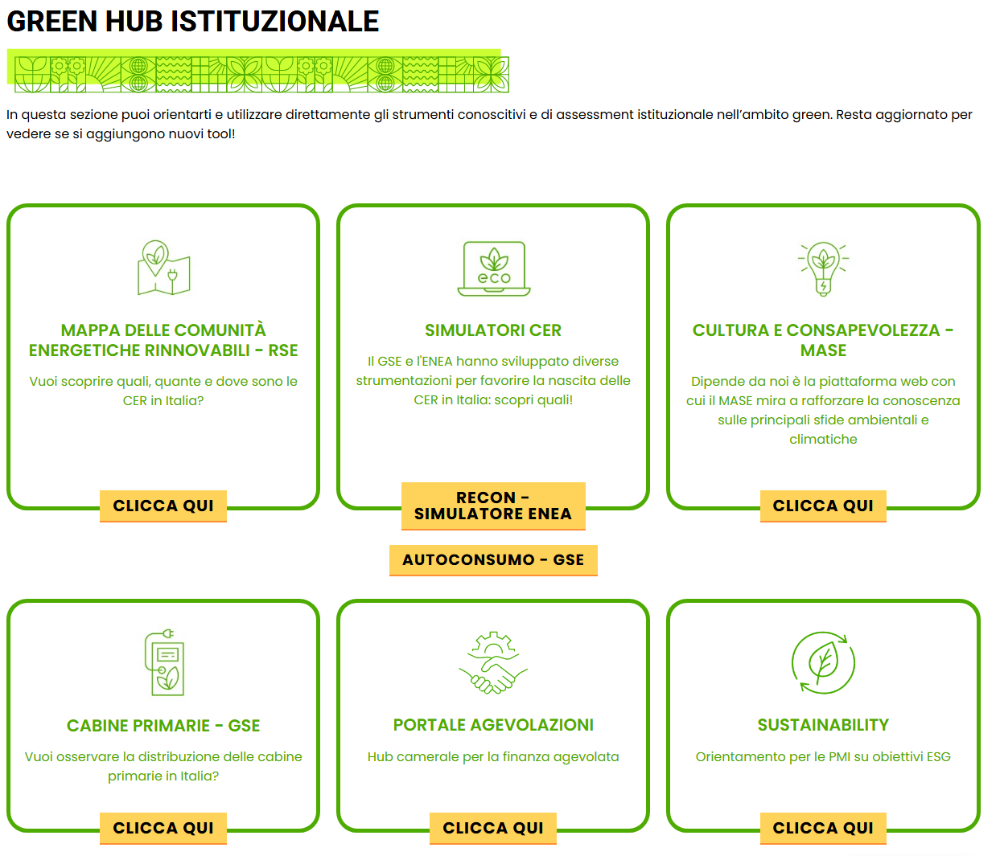 GREEN HUB ISTITUZIONALE
In questa sezione puoi orientarti e utilizzare direttamente gli strumenti conoscitivi e di assessment istituzionale nell’ambito green. Resta aggiornato per
vedere se si aggiungono nuovi tool!
MAPPA DELLE COMUNITÀ
ENERGETICHE RINNOVABILI - RSE
Vuoi scoprire quali, quante e dove sono le
CER in Italia?
CLICCA QUI
eco
SIMULATORI CER
Il GSE e l'ENEA hanno sviluppato diverse
strumentazioni per favorire la nascita delle
CER in Italia: scopri quali!
RECON -
SIMULATORE ENEA
AUTOCONSUMO - GSE
CULTURA E CONSAPEVOLEZZA -
MASE
Dipende da noi è la piattaforma web con
cui il MASE mira a rafforzare la conoscenza
sulle principali sfide ambientali e
climatiche
CLICCA QUI
CABINE PRIMARIE - GSE
Vuoi osservare la distribuzione delle cabine
primarie in Italia?
CLICCA QUI
PORTALE AGEVOLAZIONI
Hub camerale per la finanza agevolata
CLICCA QUI
SUSTAINABILITY
Orientamento per le PMI su obiettivi ESG
CLICCA QUI